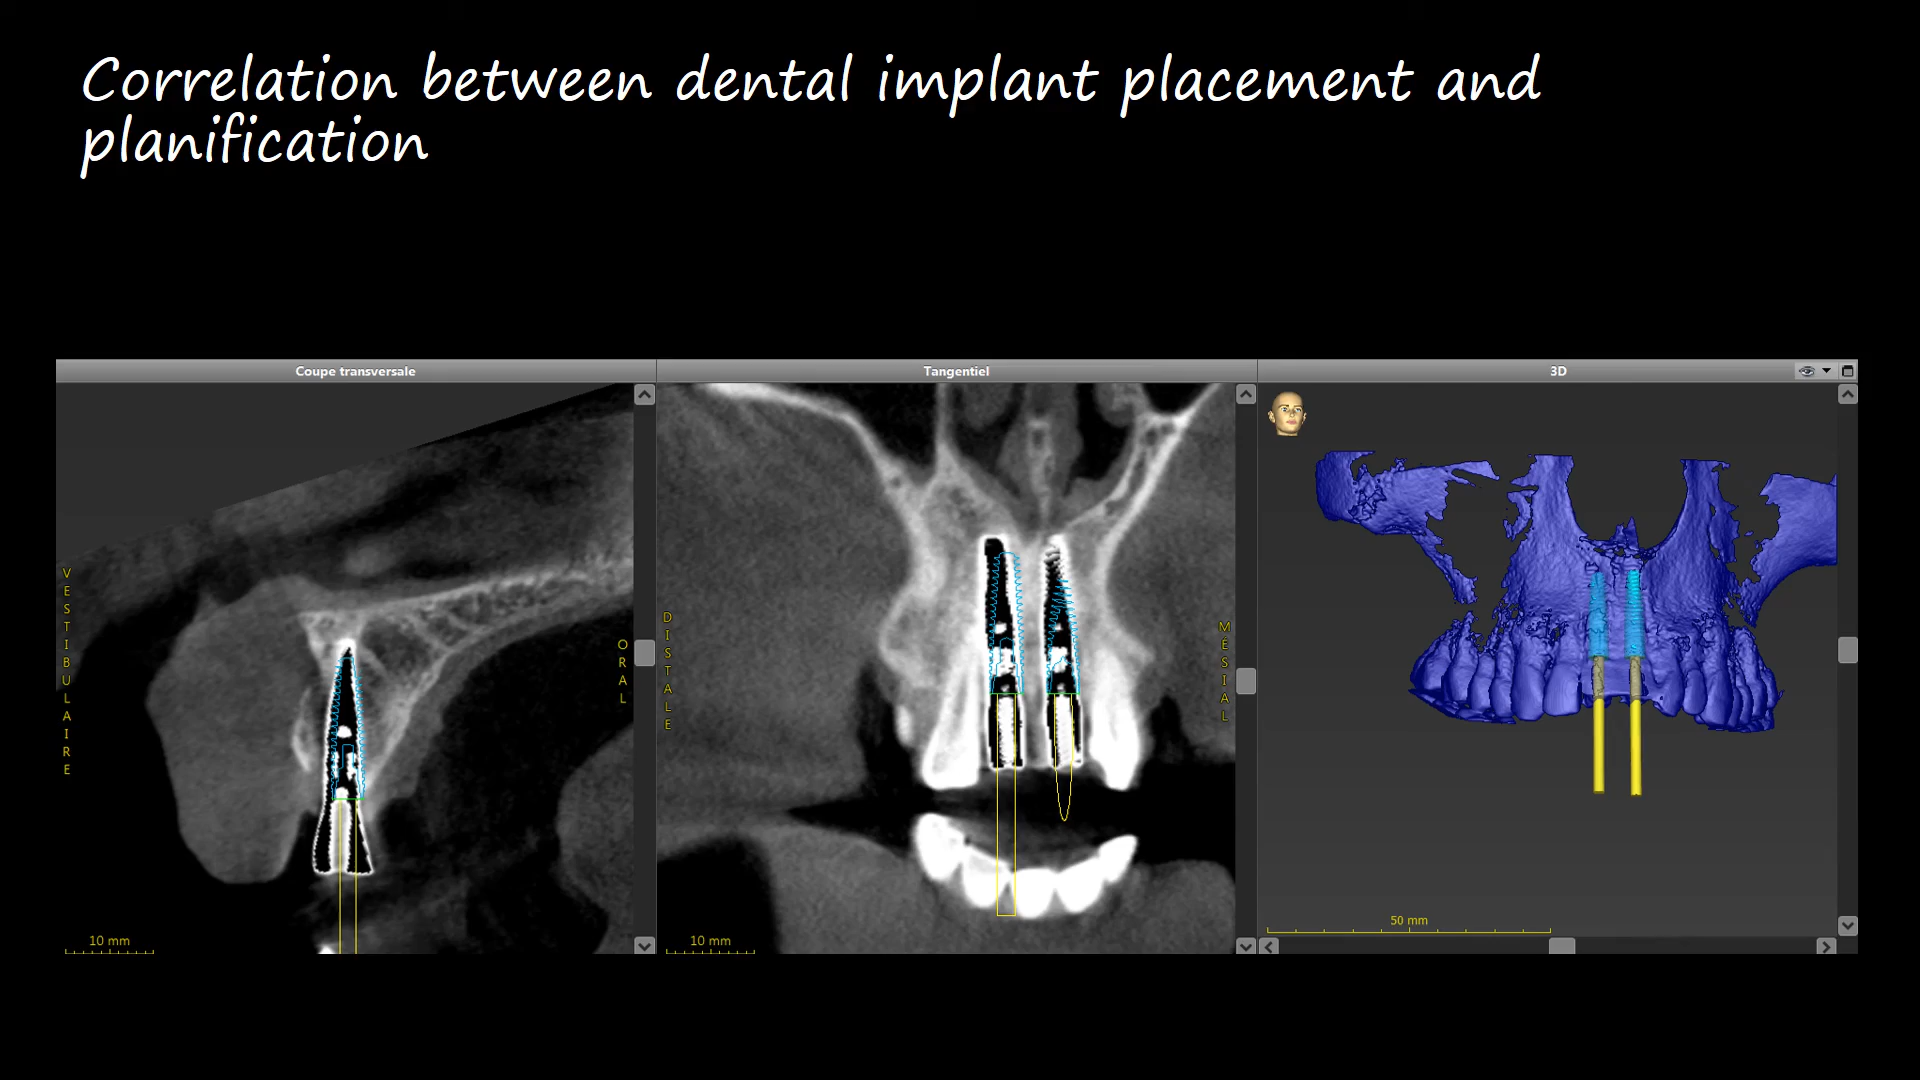 Correlation between dental implant placement and
planification
Coupe transversale
Tangentiel
3D
VESTIBULAIRE
ORAL
10 mm
DISTALE
MÉSIAL
10 mm
50 mm